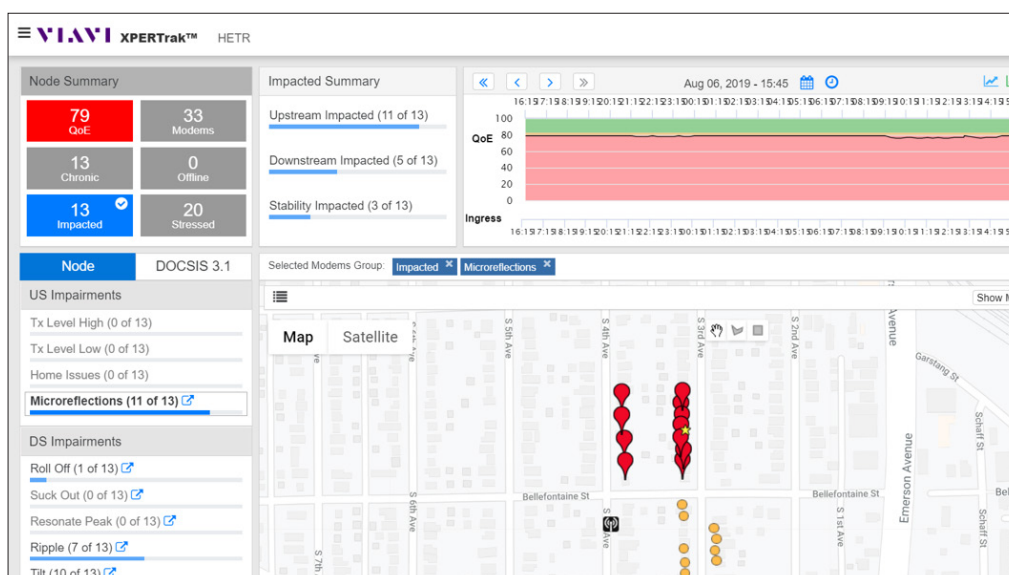 VIAVI XPERTrak™ HETR
Node Summary
79
QoE
33
Modems
13
Chronic
0
Offline
13
Impacted
20
Stressed
Impacted Summary
Upstream Impacted (11 of 13)
Downstream Impacted (5 of 13)
Stability Impacted (3 of 13)
Aug 06, 2019 - 15:45
QoE
100
80
60
40
20
0
Ingress
Node
DOCSIS 3.1
US Impairments
Tx Level High (0 of 13)
Tx Level Low (0 of 13)
Home Issues (0 of 13)
Microreflections (11 of 13)
DS Impairments
Roll Off (1 of 13)
Suck Out (0 of 13)
Resonate Peak (0 of 13)
Ripple (7 of 13)
Tilt (10 of 13)
Selected Modems Group: Impacted × Microreflections ×
Show
Map
Satellite
S 5th Ave
S 4th Ave
S 3rd Ave
S 2nd Ave
Avenue
Garstang St
Schaff St
Emerson Avenue
Bellefontaine St
Bellefontaine St
Bel
S 6th Ave
Ave
S 1st Ave
Schaff St
S 7th